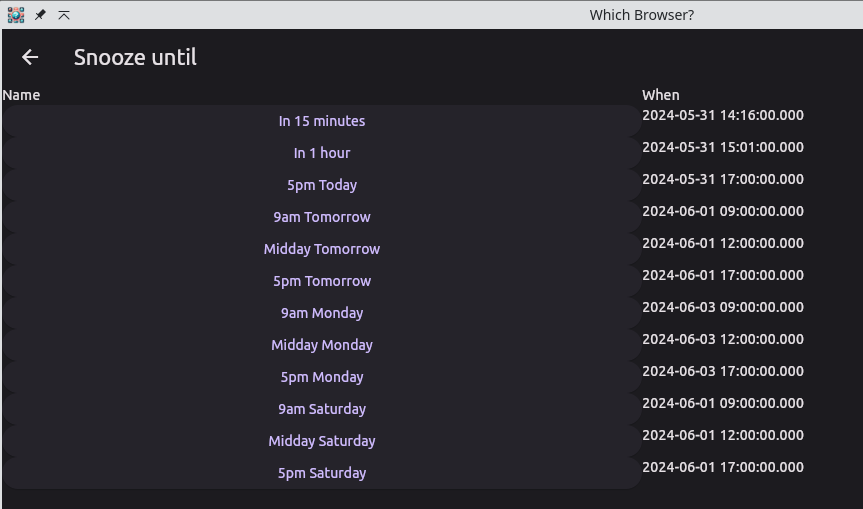 Which Browser?
Snooze until
Name When
In 15 minutes 2024-05-31 14:16:00.000
In 1 hour 2024-05-31 15:01:00.000
5pm Today 2024-05-31 17:00:00.000
9am Tomorrow 2024-06-01 09:00:00.000
Midday Tomorrow 2024-06-01 12:00:00.000
5pm Tomorrow 2024-06-01 17:00:00.000
9am Monday 2024-06-03 09:00:00.000
Midday Monday 2024-06-03 12:00:00.000
5pm Monday 2024-06-03 17:00:00.000
9am Saturday 2024-06-01 09:00:00.000
Midday Saturday 2024-06-01 12:00:00.000
5pm Saturday 2024-06-01 17:00:00.000